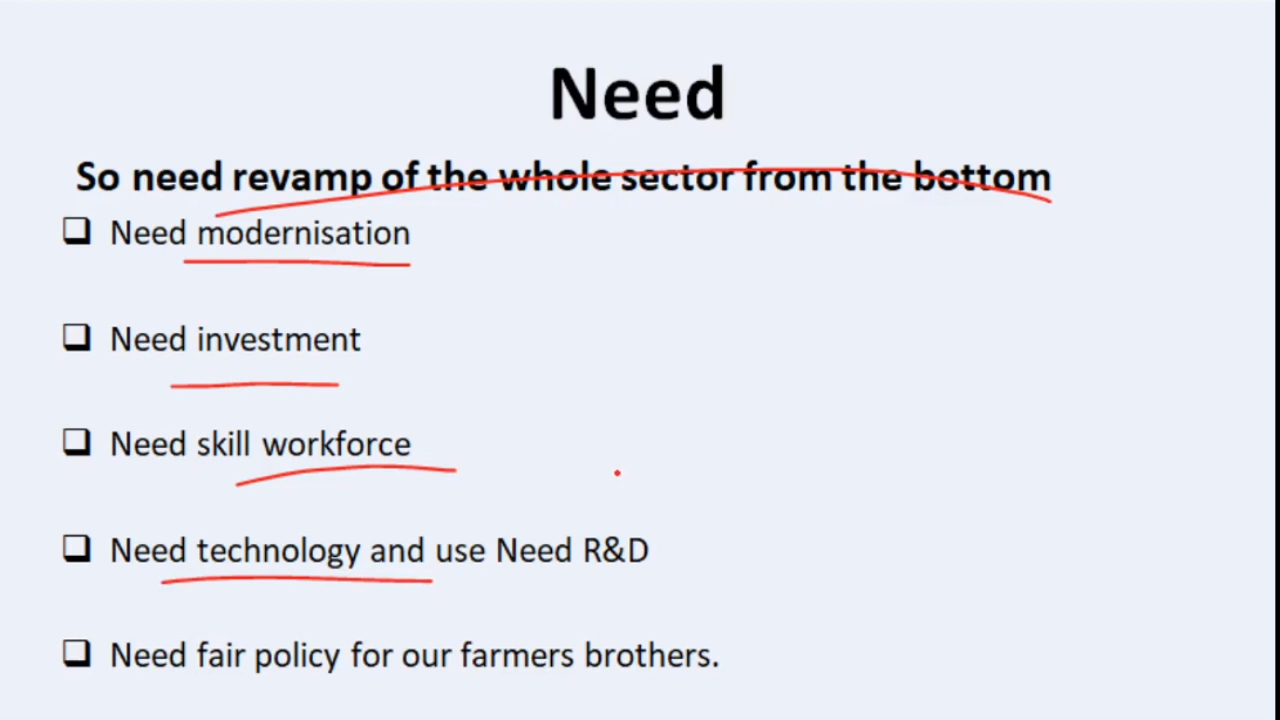 Need
So need revamp of the whole sector from the bottom
Need modernisation
Need investment
Need skill workforce
Need technology and use Need R&D
Need fair policy for our farmers brothers.